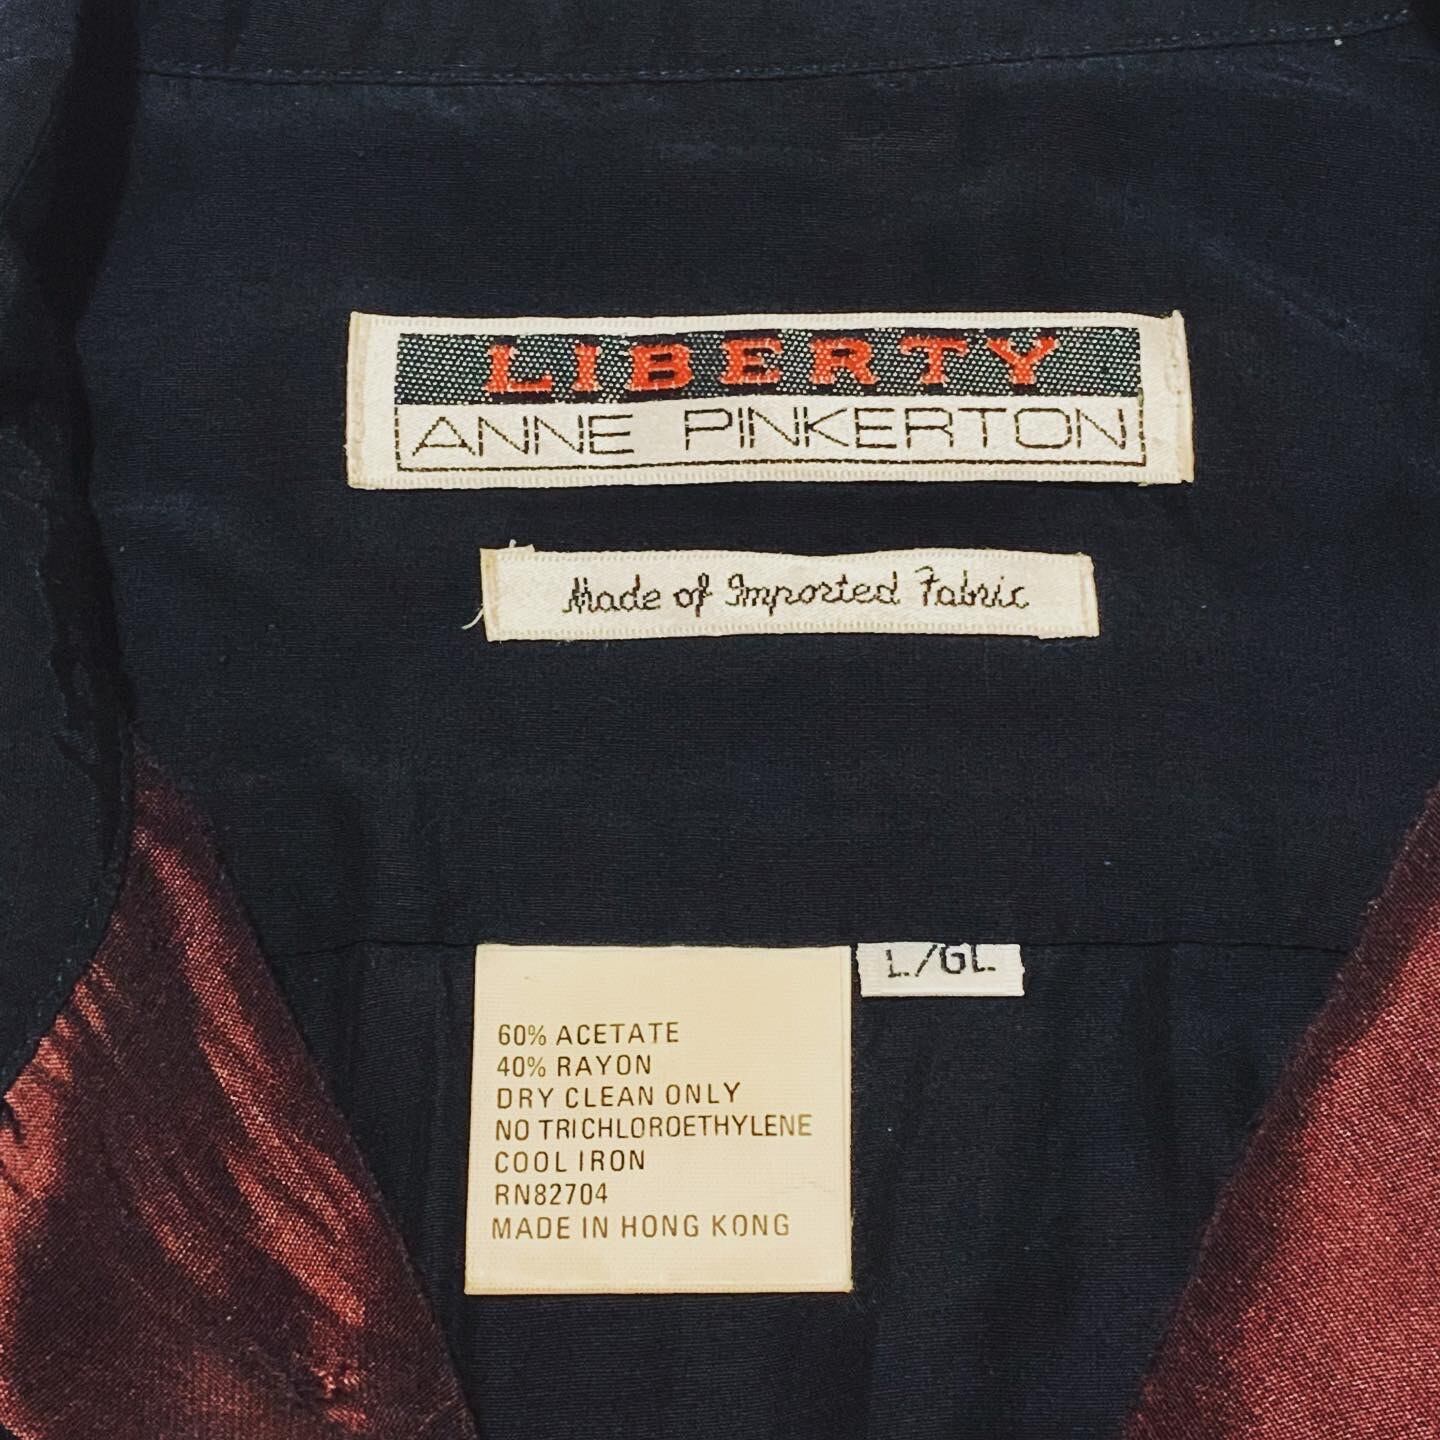 LIBERTY
ANNE PINKERTON
Made of Imported Fabric
L/GL
60% ACETATE
40% RAYON
DRY CLEAN ONLY
NO TRICHLOROETHYLENE
COOL IRON
RN82704
MADE IN HONG KONG